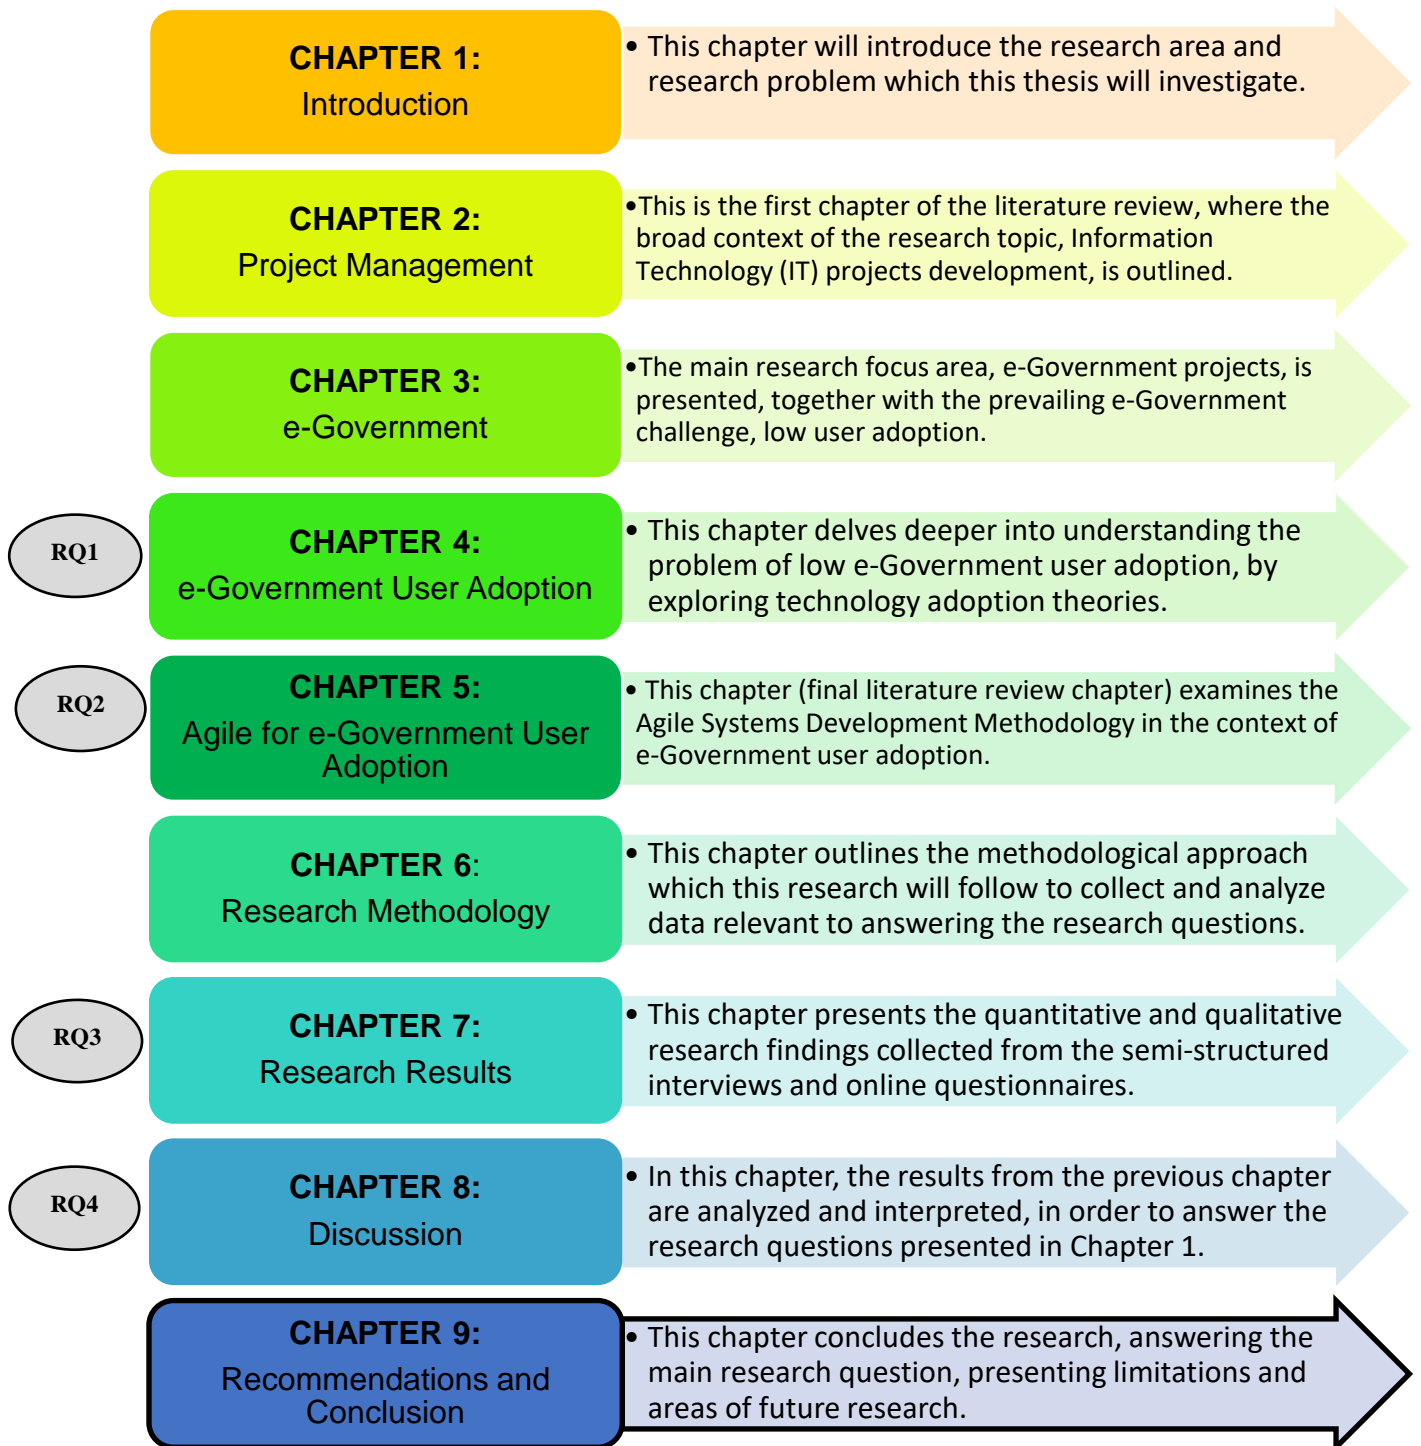 CHAPTER 1:
Introduction
• This chapter will introduce the research area and
research problem which this thesis will investigate.
CHAPTER 2:
Project Management
•This is the first chapter of the literature review, where the
broad context of the research topic, Information
Technology (IT) projects development, is outlined.
CHAPTER 3:
e-Government
•The main research focus area, e-Government projects, is
presented, together with the prevailing e-Government
challenge, low user adoption.
RQ1
CHAPTER 4:
e-Government User Adoption
• This chapter delves deeper into understanding the
problem of low e-Government user adoption, by
exploring technology adoption theories.
RQ2
CHAPTER 5:
Agile for e-Government User
Adoption
• This chapter (final literature review chapter) examines the
Agile Systems Development Methodology in the context of
e-Government user adoption.
CHAPTER 6:
Research Methodology
• This chapter outlines the methodological approach
which this research will follow to collect and analyze
data relevant to answering the research questions.
RQ3
CHAPTER 7:
Research Results
• This chapter presents the quantitative and qualitative
research findings collected from the semi-structured
interviews and online questionnaires.
RQ4
CHAPTER 8:
Discussion
• In this chapter, the results from the previous chapter
are analyzed and interpreted, in order to answer the
research questions presented in Chapter 1.
CHAPTER 9:
Recommendations and
Conclusion
• This chapter concludes the research, answering the
main research question, presenting limitations and
areas of future research.